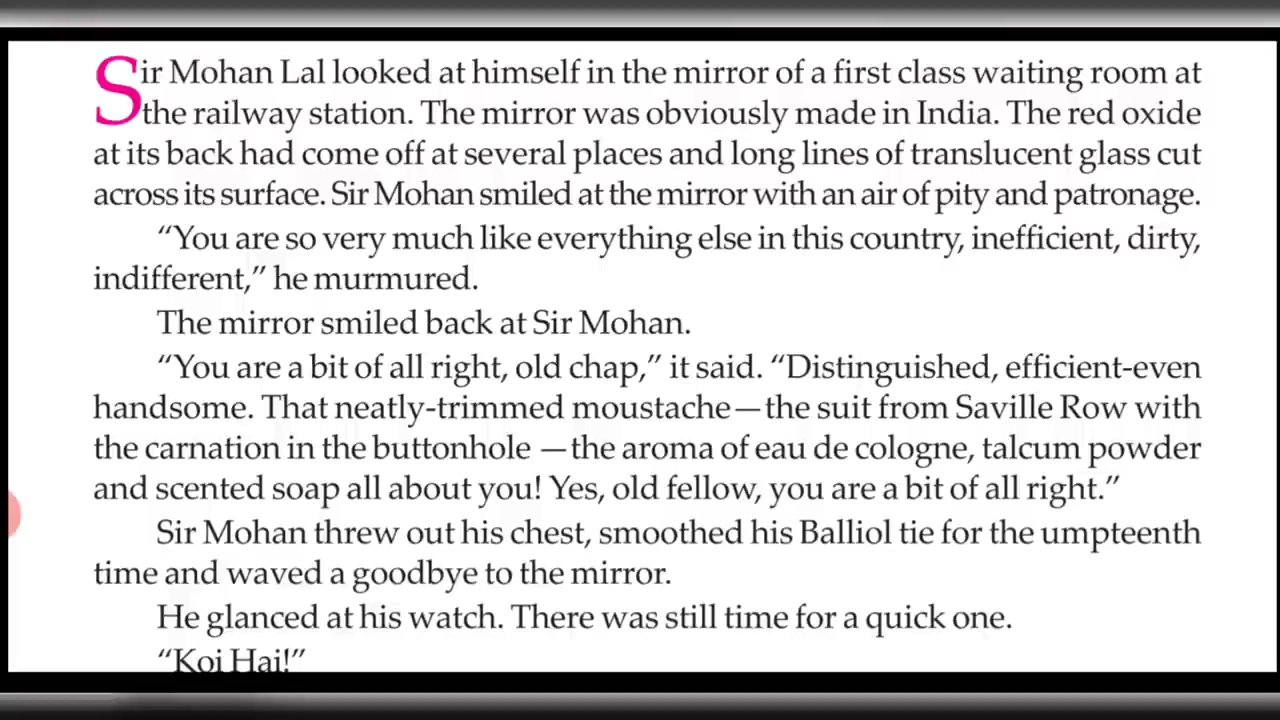 Sir Mohan Lal looked at himself in the mirror of a first class waiting room at
the railway station. The mirror was obviously made in India. The red oxide
at its back had come off at several places and long lines of translucent glass cut
across its surface. Sir Mohan smiled at the mirror with an air of pity and patronage.
“You are so very much like everything else in this country, inefficient, dirty,
indifferent,” he murmured.
The mirror smiled back at Sir Mohan.
“You are a bit of all right, old chap,” it said. “Distinguished, efficient-even
handsome. That neatly-trimmed moustache—the suit from Saville Row with
the carnation in the buttonhole —the aroma of eau de cologne, talcum powder
and scented soap all about you! Yes, old fellow, you are a bit of all right.”
Sir Mohan threw out his chest, smoothed his Balliol tie for the umpteenth
time and waved a goodbye to the mirror.
He glanced at his watch. There was still time for a quick one.
“Koi Hai!”